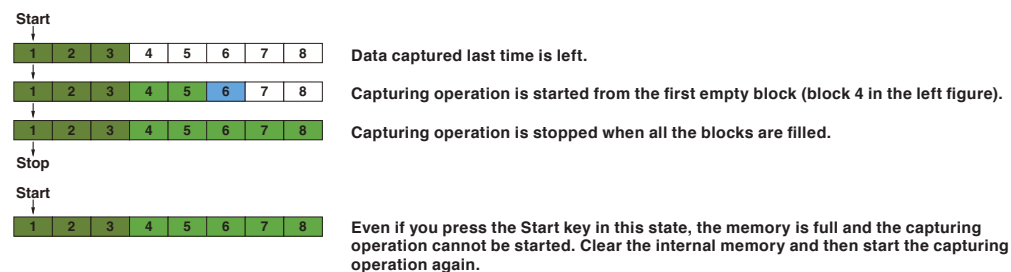 Start
1 2 3 4 5 6 7 8 Data captured last time is left.
1 2 3 4 5 6 7 8 Capturing operation is started from the first empty block (block 4 in the left figure).
1 2 3 4 5 6 7 8 Capturing operation is stopped when all the blocks are filled.
Stop
Start
1 2 3 4 5 6 7 8 Even if you press the Start key in this state, the memory is full and the capturing
operation cannot be started. Clear the internal memory and then start the capturing
operation again.